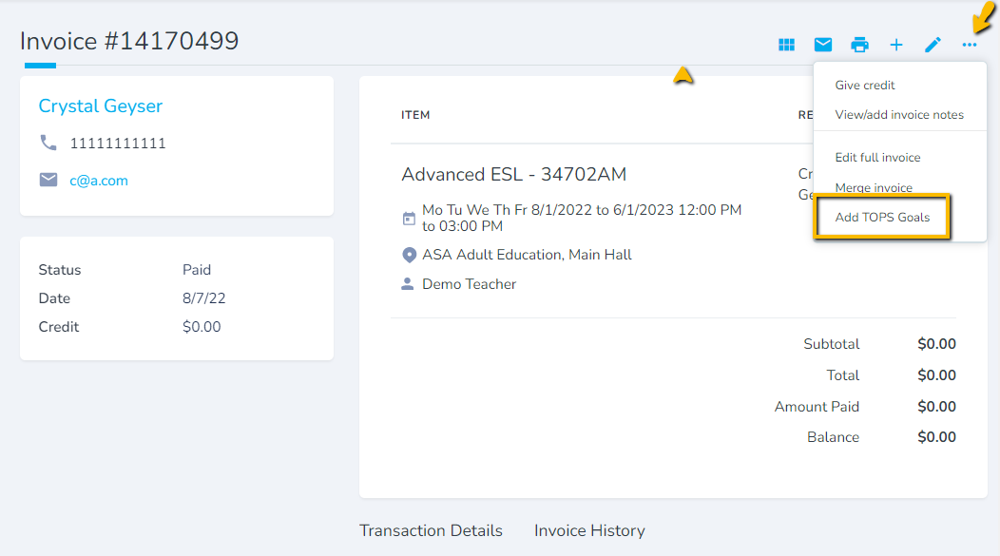 Invoice #14170499
Crystal Geyser
11111111111
c@a.com
Status Paid
Date 8/7/22
Credit $0.00
ITEM RE
Advanced ESL - 34702AM
Mo Tu We Th Fr 8/1/2022 to 6/1/2023 12:00 PM
to 03:00 PM
ASA Adult Education, Main Hall
Demo Teacher
Cr
Ge
Give credit
View/add invoice notes
Edit full invoice
Merge invoice
Add TOPS Goals
Subtotal $0.00
Total $0.00
Amount Paid $0.00
Balance $0.00
Transaction Details Invoice History